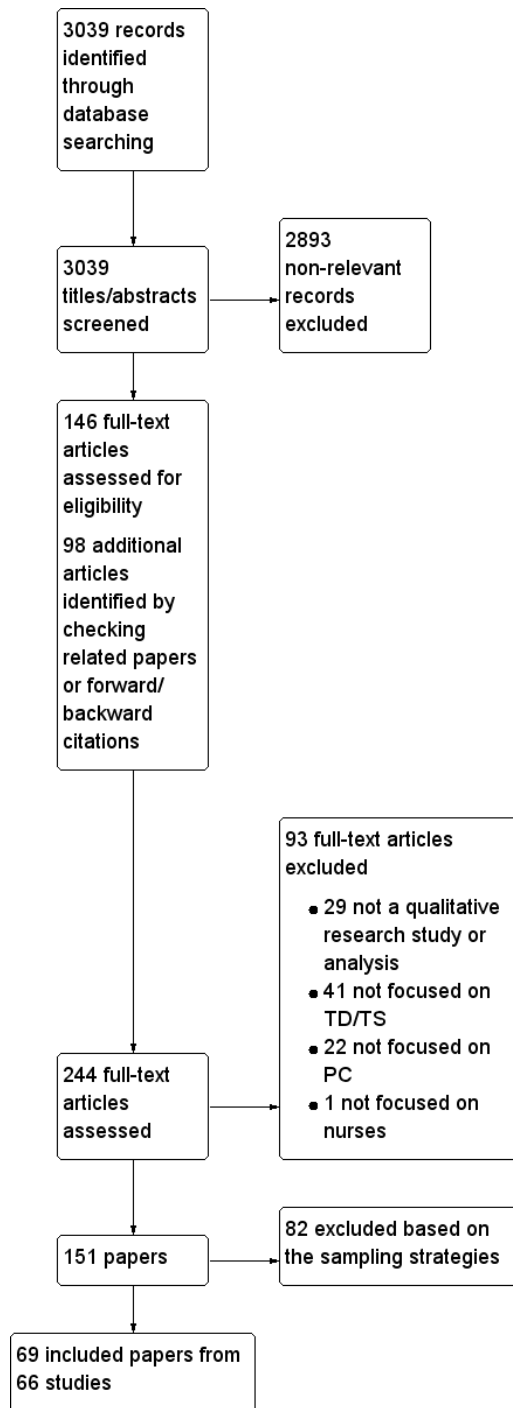 3039 records
identified
through
database
searching
3039
titles/abstracts
screened
2893
non-relevant
records
excluded
146 full-text
articles
assessed for
eligibility
98 additional
articles
identified by
checking
related papers
or forward/
backward
citations
244 full-text
articles
assessed
93 full-text articles
excluded
● 29 not a qualitative
research study or
analysis
● 41 not focused on
TD/TS
● 22 not focused on
PC
● 1 not focused on
nurses
151 papers
82 excluded based on
the sampling strategies
69 included papers from
66 studies